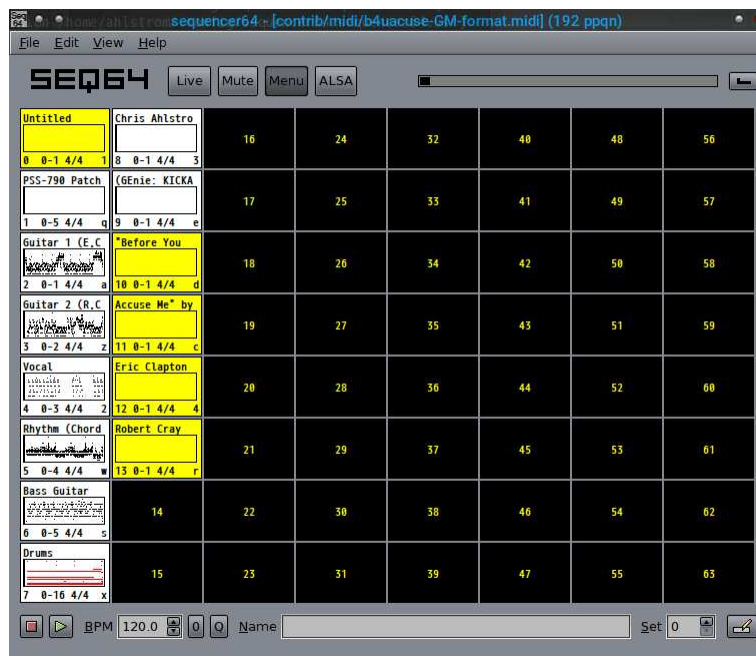 sequencer64 - [contrib/midi/b4uacuse-GM-format.midi] (192 ppqn)
File Edit View Help
SEQ64 Live Mute Menu ALSA
Untitled
0 0-1 4/4 1
Chris Ahlstro
8 0-1 4/4 3
16 24 32 40 48 56
PSS-790 Patch
1 0-5 4/4 q
(GEnie: KICKA
9 0-1 4/4 e
17 25 33 41 49 57
Guitar 1 (E,C
2 0-1 4/4 a
"Before You
10 0-1 4/4 d
18 26 34 42 50 58
Guitar 2 (R,C
3 0-2 4/4 z
Accuse Me" by
11 0-1 4/4 c
19 27 35 43 51 59
Vocal
4 0-3 4/4 2
Eric Clapton
12 0-1 4/4 4
20 28 36 44 52 60
Rhythm (Chord
5 0-4 4/4 w
Robert Cray
13 0-1 4/4 r
21 29 37 45 53 61
Bass Guitar
6 0-5 4/4 s
14 22 30 38 46 54 62
Drums
7 0-16 4/4 x
15 23 31 39 47 55 63
BPM 120.0 0 Q Name Set 0